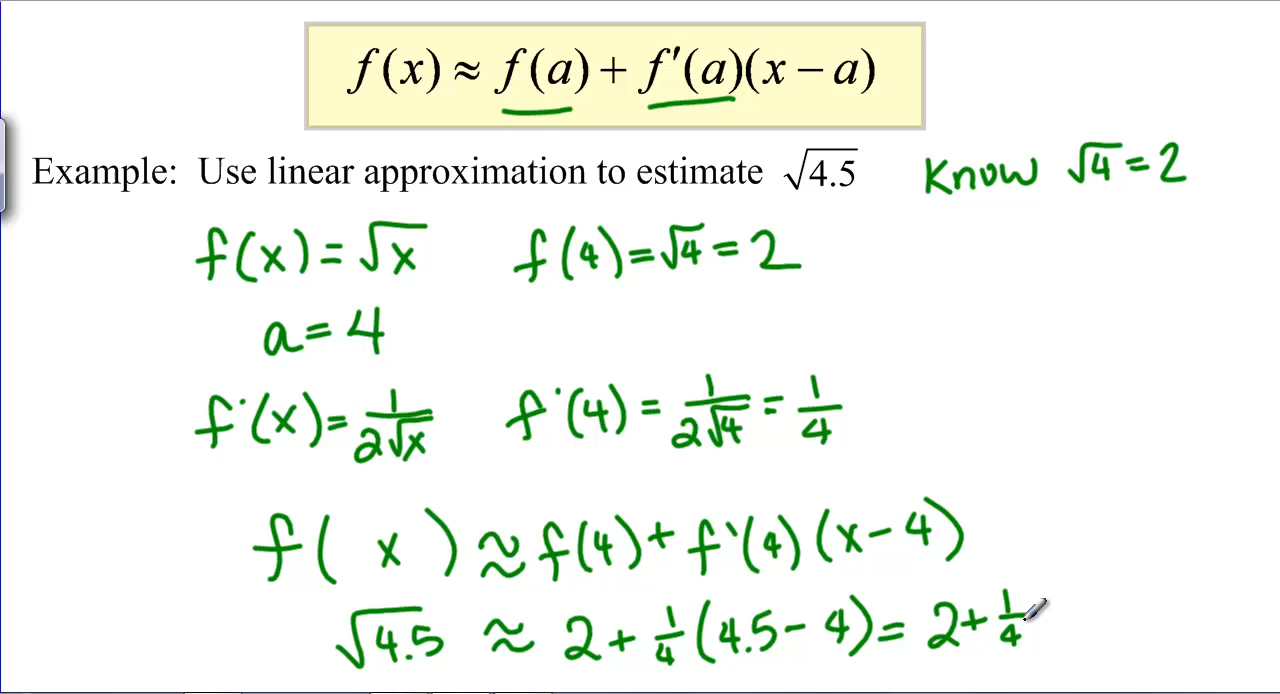 f(x) ≈ f(a) + f′(a)(x − a)
Example: Use linear approximation to estimate √4.5 Know √4 = 2
f(x) = √x f(4) = √4 = 2
a = 4
f'(x) = 1/2√x f'(4) = 1/2√4 = 1/4
f( x ) ≈ f(4) + f'(4) (x − 4)
√4.5 ≈ 2 + 1/4 (4.5 − 4) = 2 + 1/4